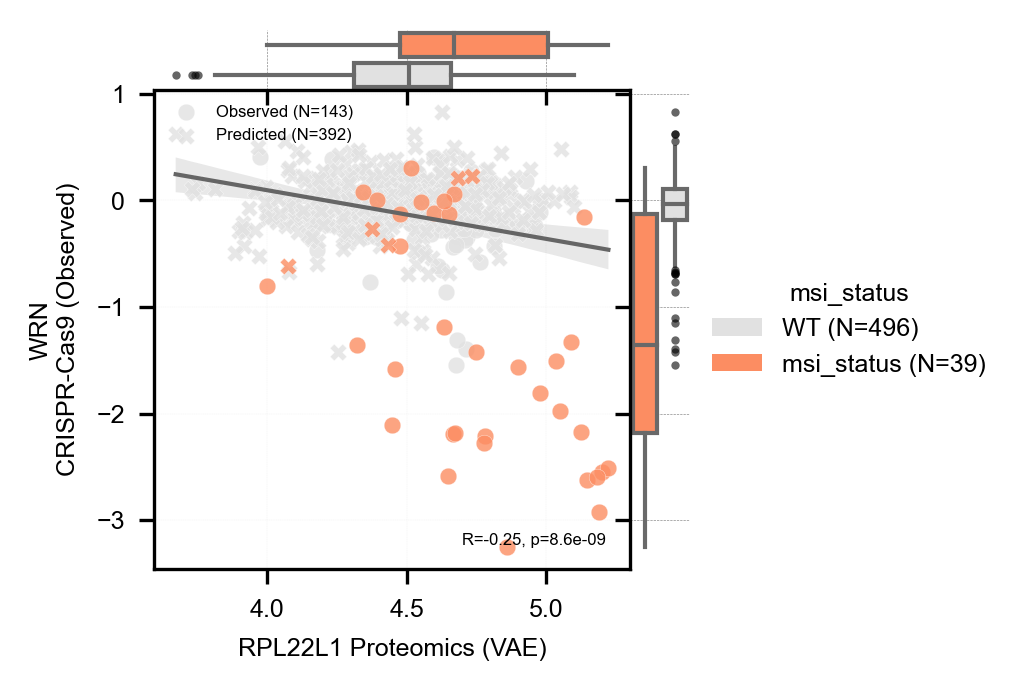 Observed (N=143)
Predicted (N=392)
1
0
−1
−2
−3
WRN
CRISPR-Cas9 (Observed)
R=-0.25, p=8.6e-09
4.0
4.5
5.0
RPL22L1 Proteomics (VAE)
msi_status
WT (N=496)
msi_status (N=39)